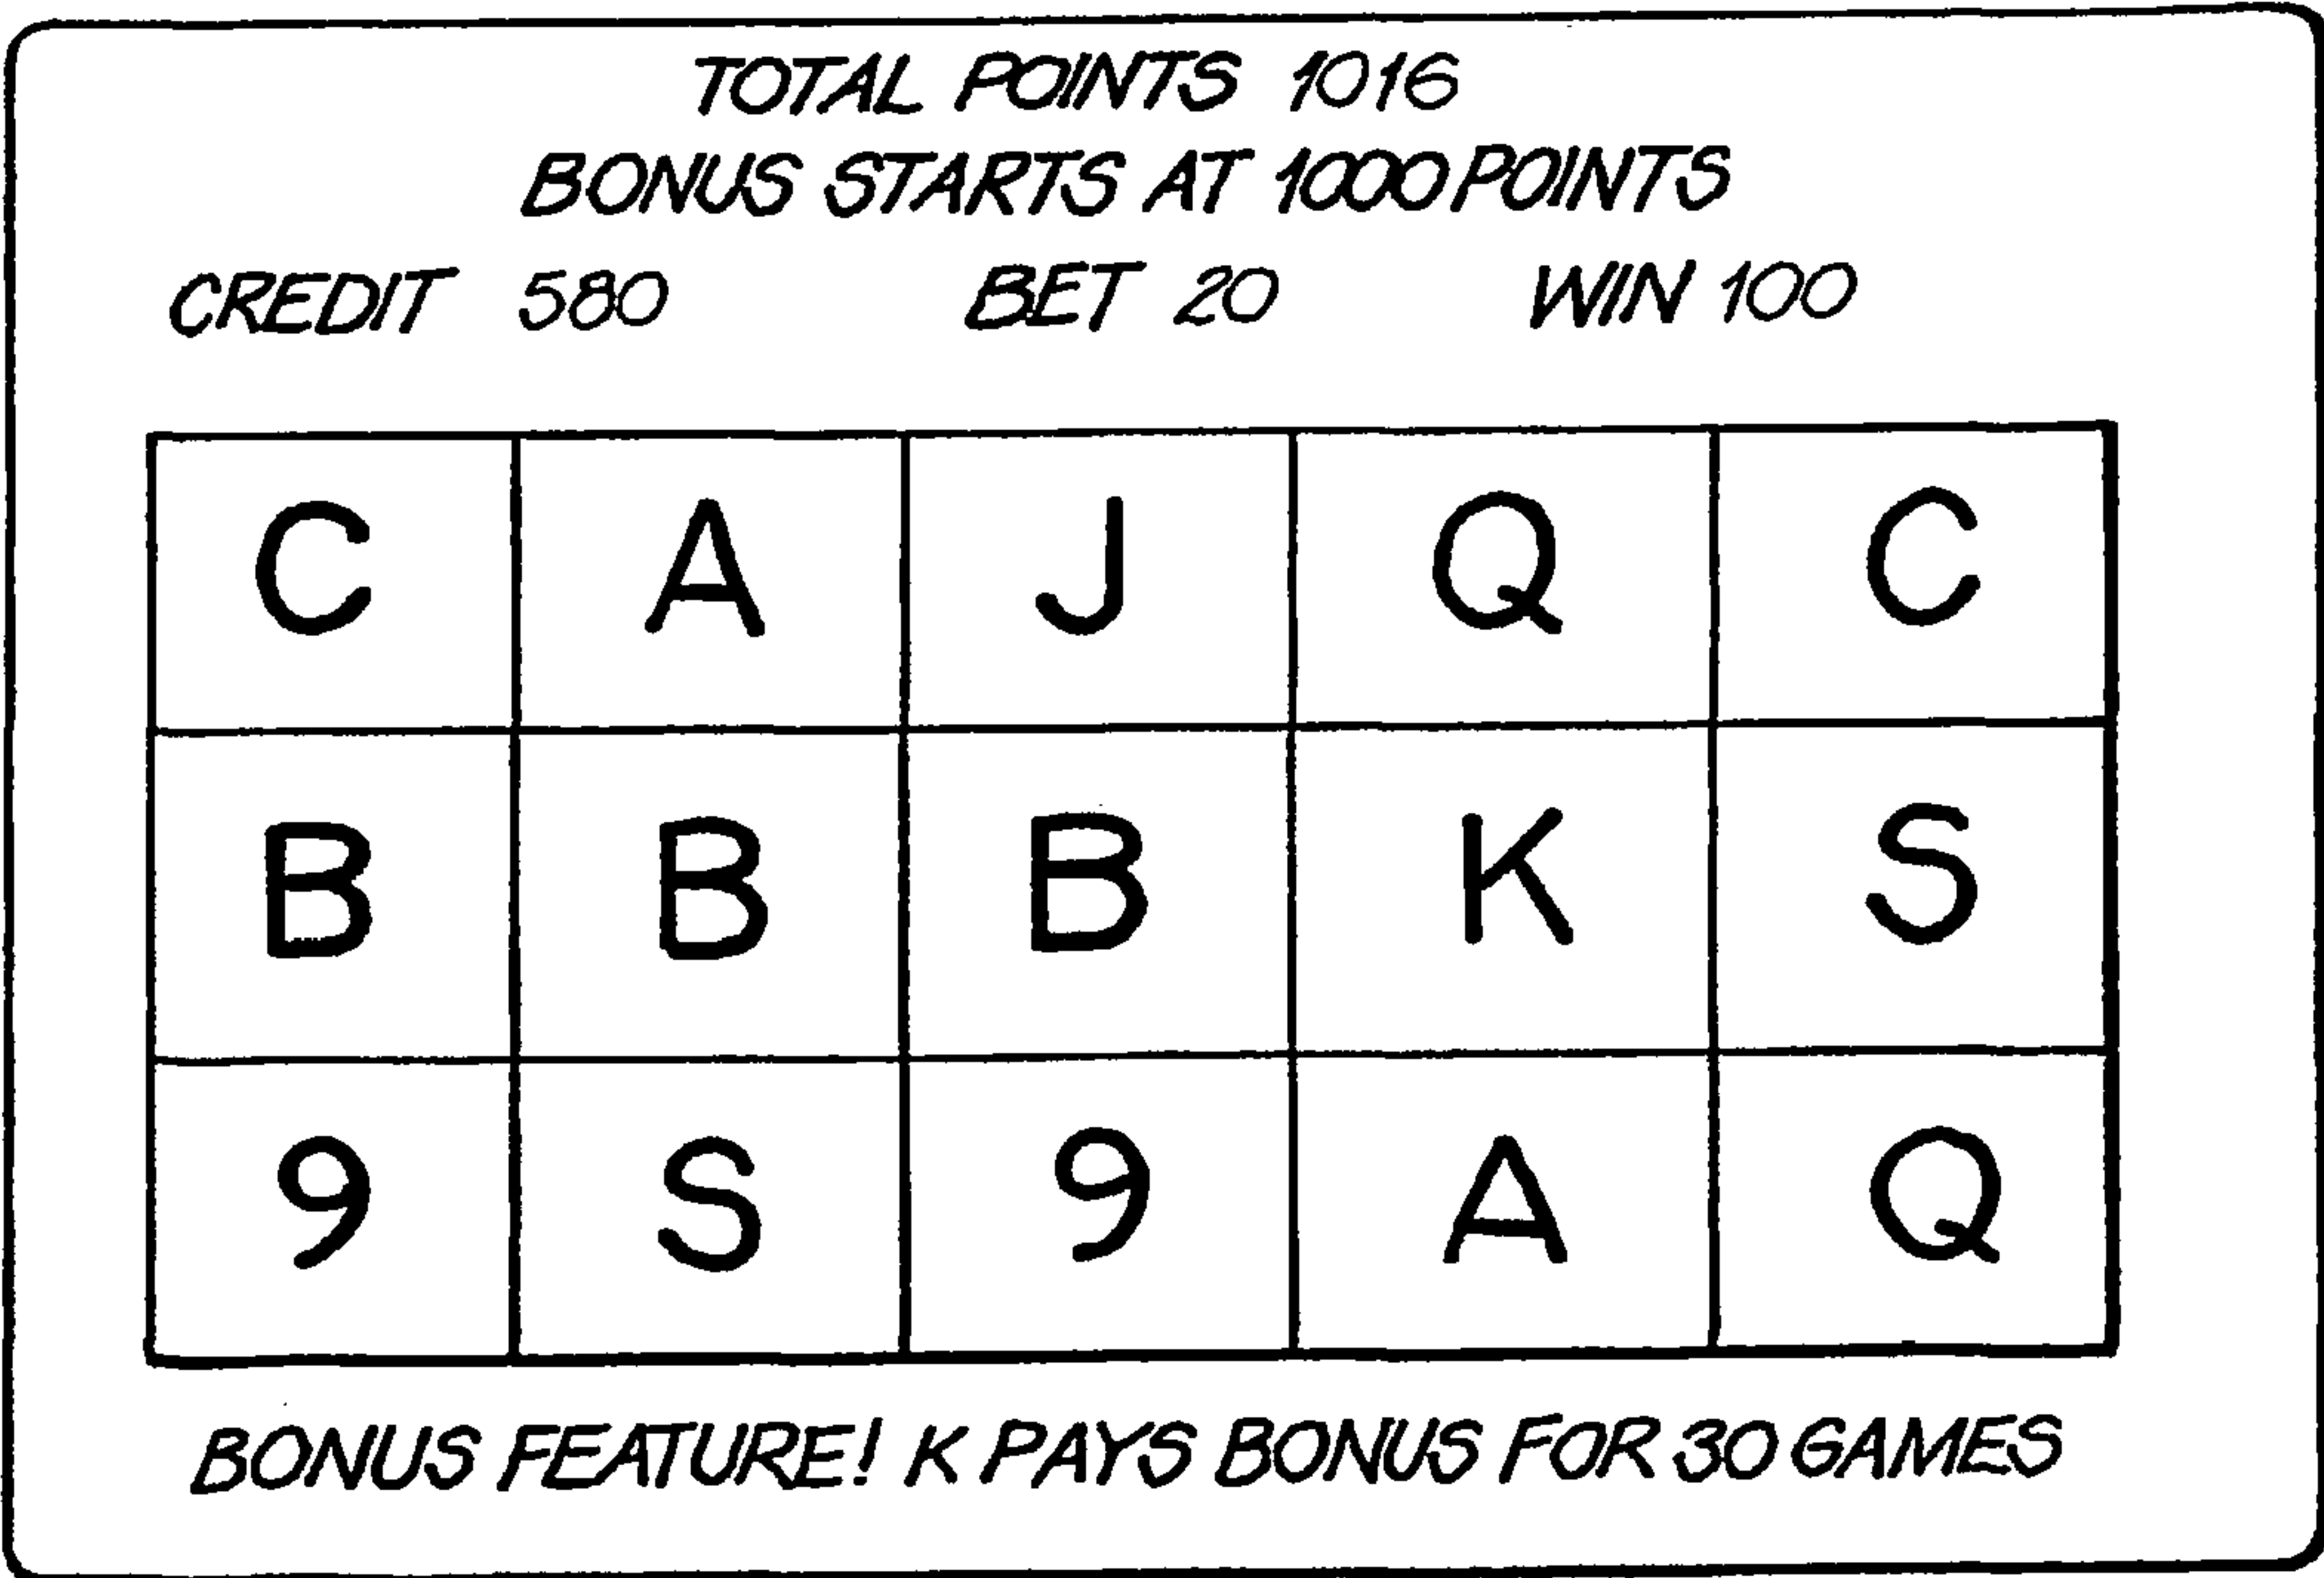 TOTAL POINTS 1016
BONUS STARTS AT 1000 POINTS
CREDIT 580 BET 20 WIN 100
C A J Q C
B B B K S
9 S 9 A Q
BONUS FEATURE! K PAYS BONUS FOR 30 GAMES